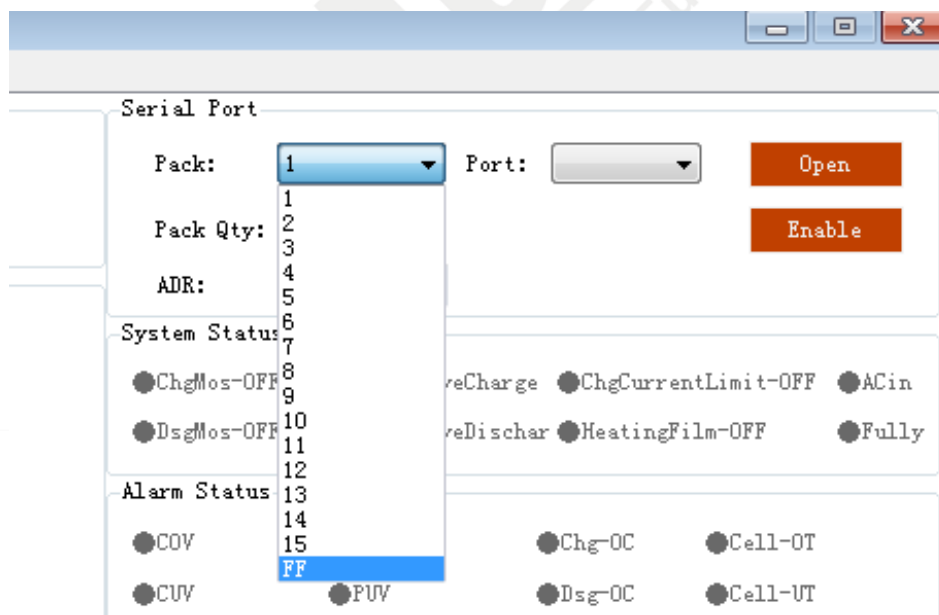 Serial Port
Pack: 1 Port: Open
1
Pack Qty: 2 Enable
3
4
ADR: 5
6
System Status
7
8
ChgMos-OFF eCharge ChgCurrentLimit-OFF ACin
9
10
DsgMos-OFF eDischar HeatingFilm-OFF Fully
11
12
Alarm Status 13
14
COV 15 Chg-OC Cell-OT
FF
CUV PUV Dsg-OC Cell-UT